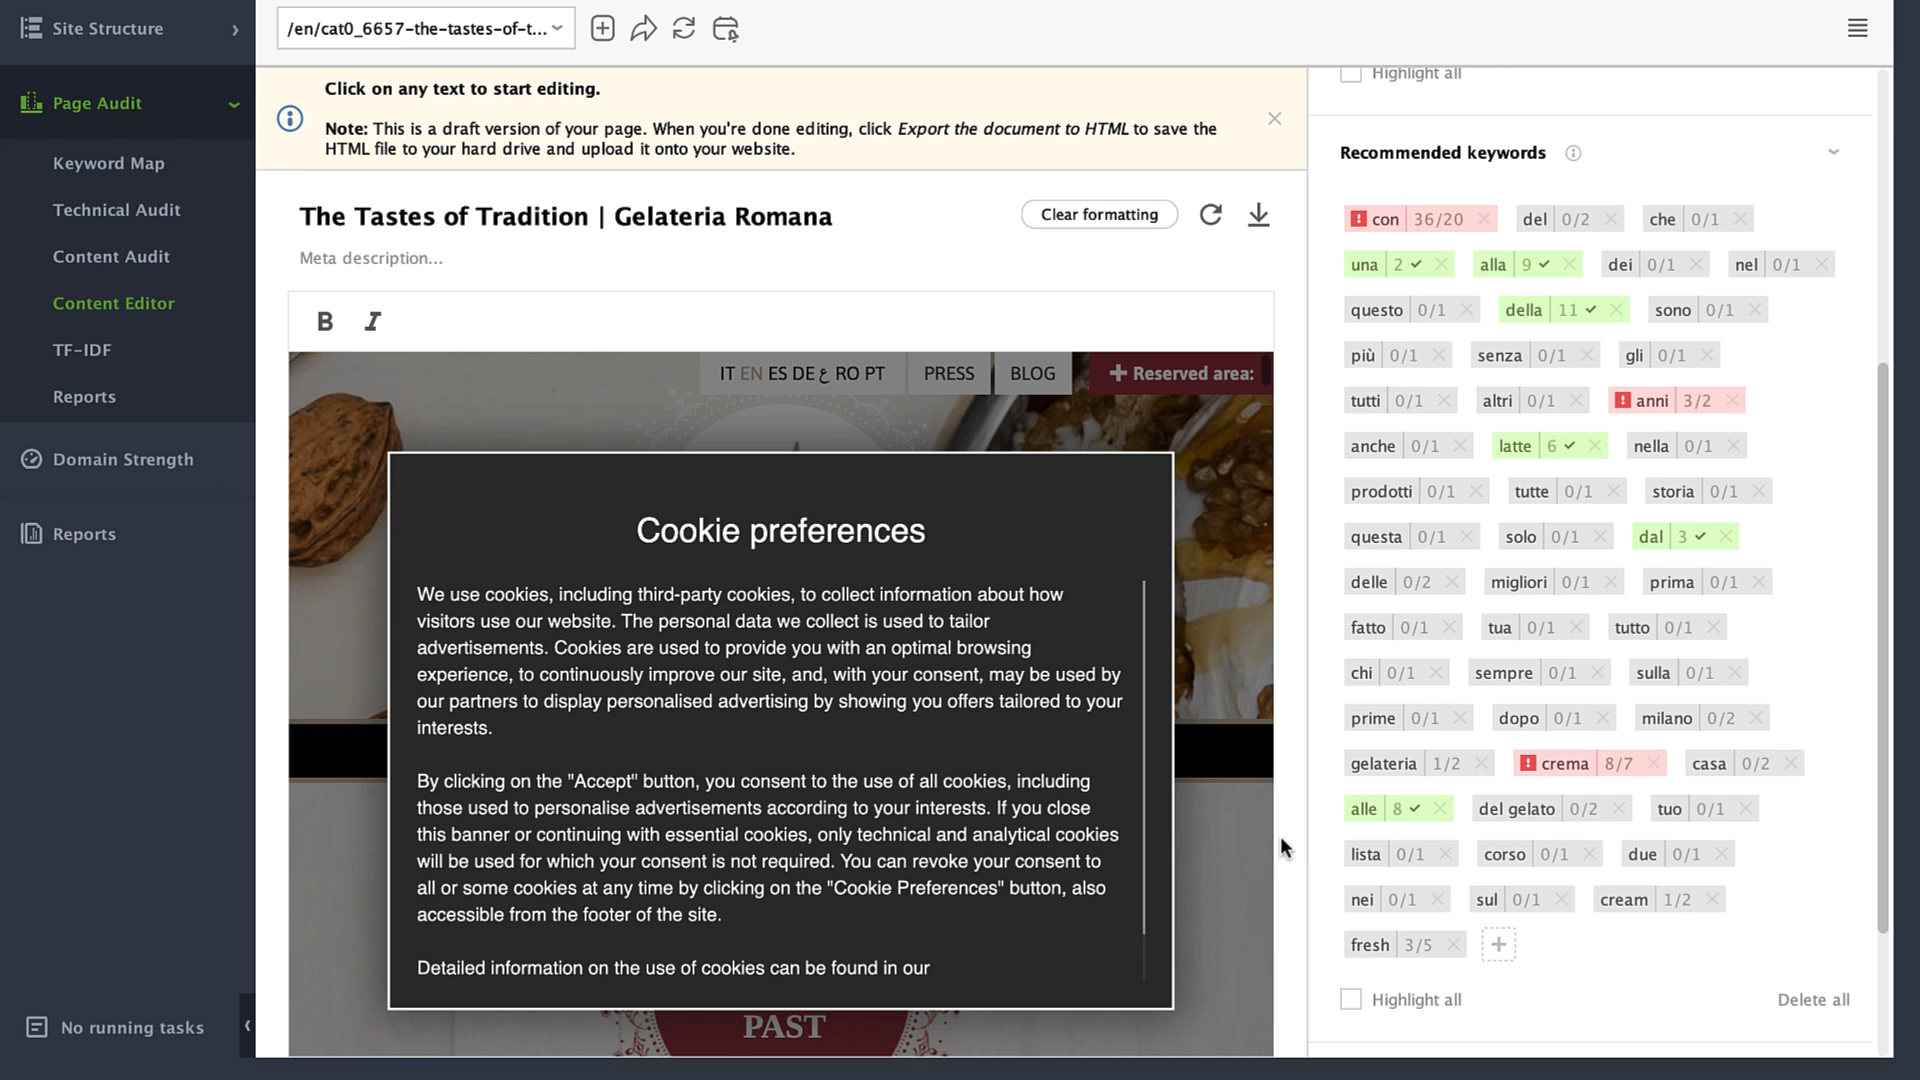 Site Structure
/en/cat0_6657-the-tastes-of-t...
Page Audit
Keyword Map
Technical Audit
Content Audit
Content Editor
TF-IDF
Reports
Domain Strength
Reports
No running tasks
Click on any text to start editing.
Note: This is a draft version of your page. When you're done editing, click Export the document to HTML to save the
HTML file to your hard drive and upload it onto your website.
The Tastes of Tradition | Gelateria Romana
Clear formatting
Meta description...
B I
IT EN ES DE ع RO PT PRESS BLOG + Reserved area:
Cookie preferences
We use cookies, including third-party cookies, to collect information about how
visitors use our website. The personal data we collect is used to tailor
advertisements. Cookies are used to provide you with an optimal browsing
experience, to continuously improve our site, and, with your consent, may be used by
our partners to display personalised advertising by showing you offers tailored to your
interests.
By clicking on the "Accept" button, you consent to the use of all cookies, including
those used to personalise advertisements according to your interests. If you close
this banner or continuing with essential cookies, only technical and analytical cookies
will be used for which your consent is not required. You can revoke your consent to
all or some cookies at any time by clicking on the "Cookie Preferences" button, also
accessible from the footer of the site.
Detailed information on the use of cookies can be found in our
PAST
Highlight all
Recommended keywords
con 36/20 del 0/2 che 0/1
una 2 alla 9 dei 0/1 nel 0/1
questo 0/1 della 11 sono 0/1
più 0/1 senza 0/1 gli 0/1
tutti 0/1 altri 0/1 anni 3/2
anche 0/1 latte 6 nella 0/1
prodotti 0/1 tutte 0/1 storia 0/1
questa 0/1 solo 0/1 dal 3
delle 0/2 migliori 0/1 prima 0/1
fatto 0/1 tua 0/1 tutto 0/1
chi 0/1 sempre 0/1 sulla 0/1
prime 0/1 dopo 0/1 milano 0/2
gelateria 1/2 crema 8/7 casa 0/2
alle 8 del gelato 0/2 tuo 0/1
lista 0/1 corso 0/1 due 0/1
nei 0/1 sul 0/1 cream 1/2
fresh 3/5
Highlight all Delete all